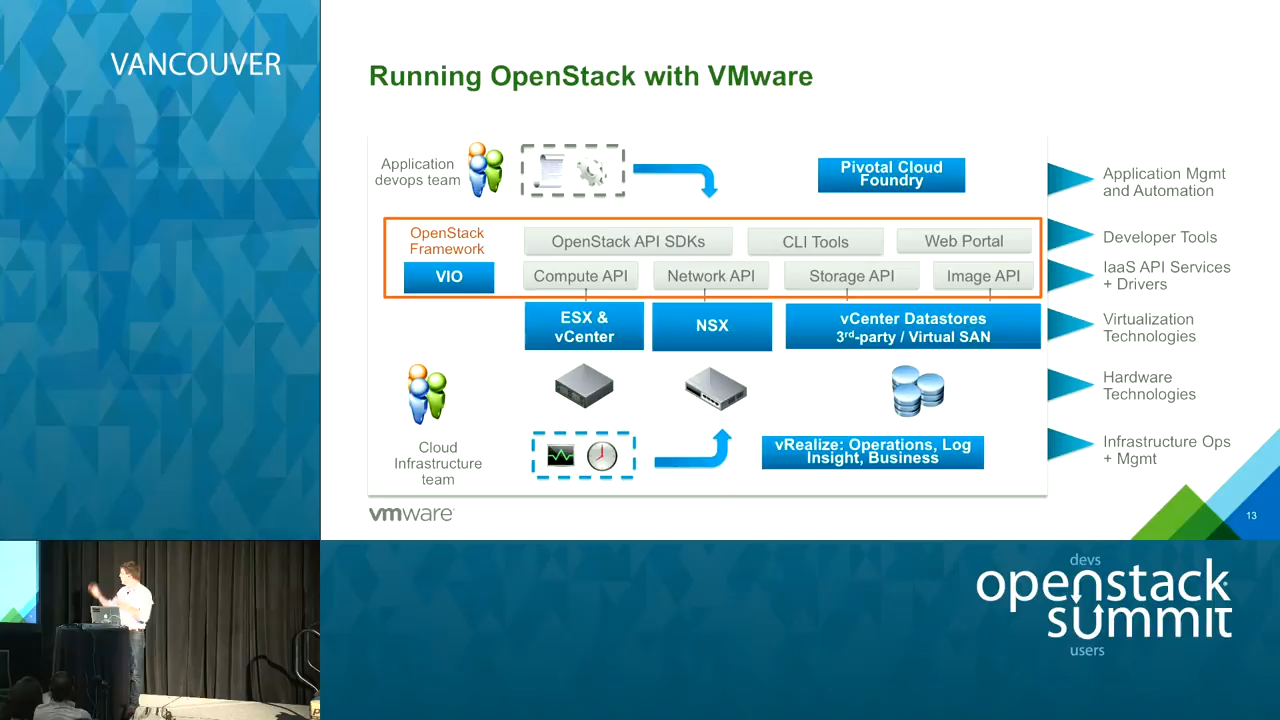 VANCOUVER
Running OpenStack with VMware
Application
devops team
Pivotal Cloud
Foundry
Application Mgmt
and Automation
OpenStack
Framework
OpenStack API SDKs
CLI Tools
Web Portal
Developer Tools
VIO
Compute API
Network API
Storage API
Image API
IaaS API Services
+ Drivers
ESX &
vCenter
NSX
vCenter Datastores
3rd-party / Virtual SAN
Virtualization
Technologies
Hardware
Technologies
Cloud
Infrastructure
team
vRealize: Operations, Log
Insight, Business
Infrastructure Ops
+ Mgmt
vmware
13
devs
openstack
summit
users